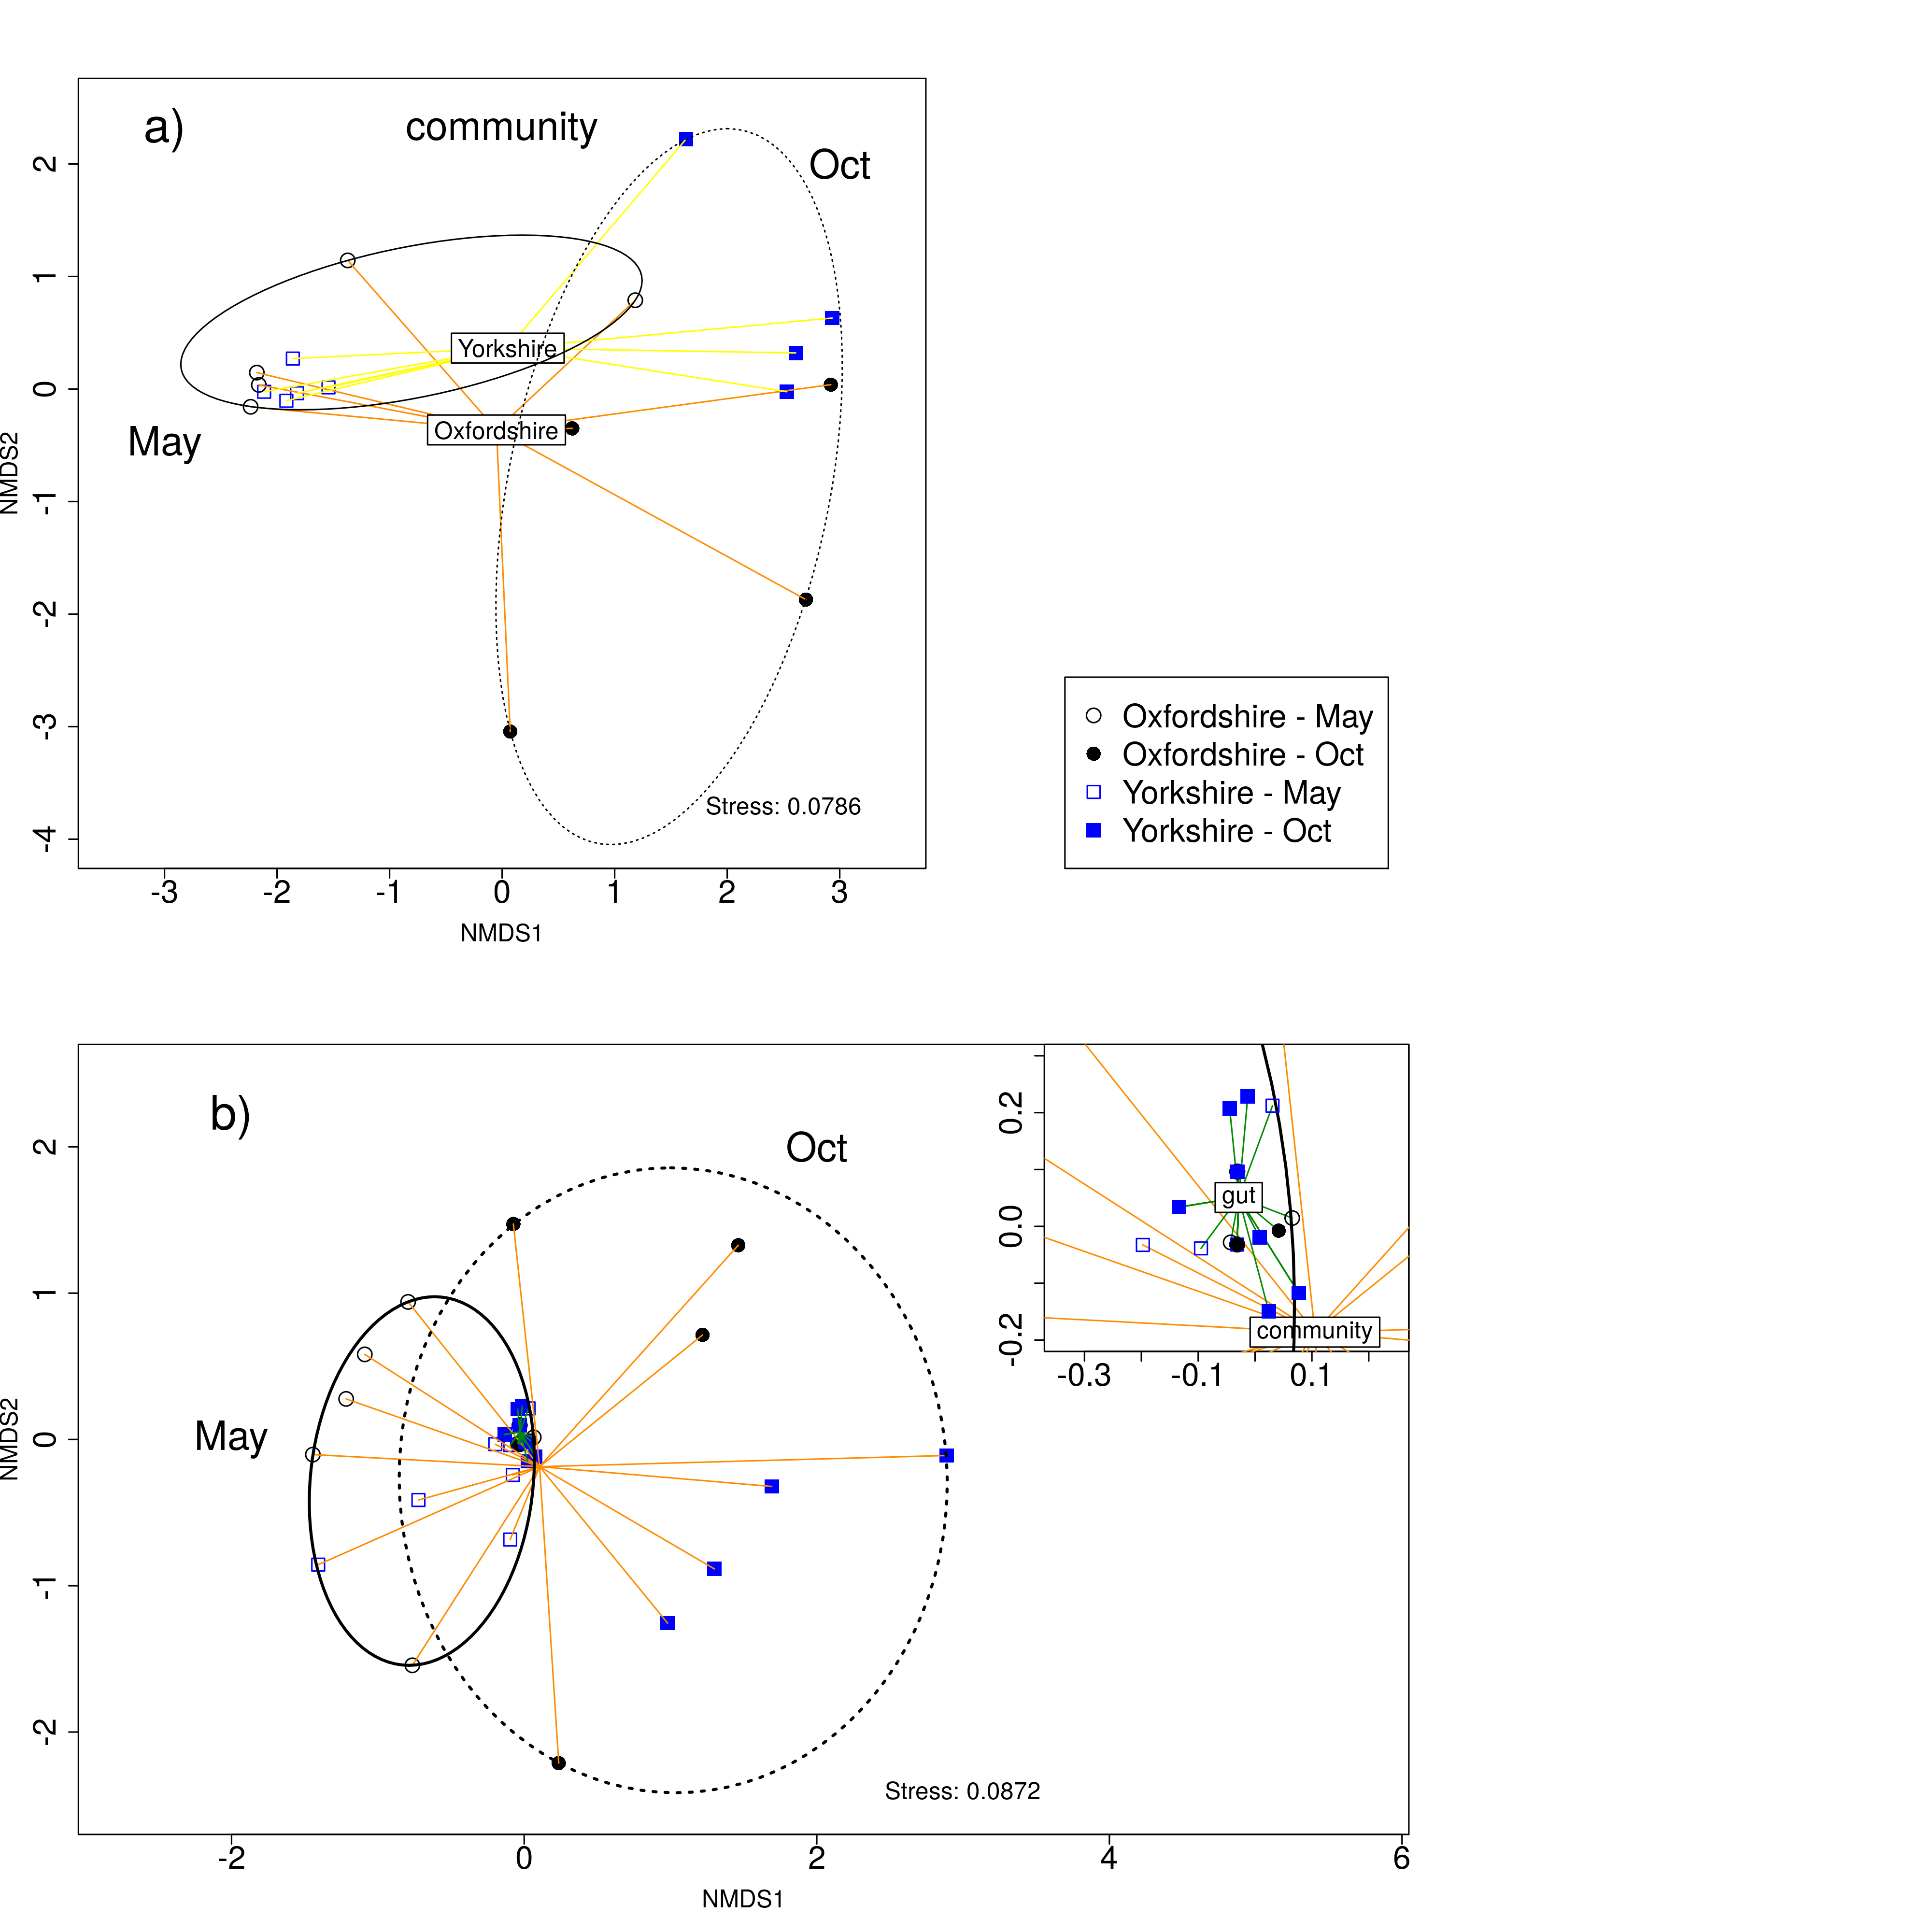 a)
community
Oct
2
1
0
-1
-2
-3
-4
NMDS2
Yorkshire
Oxfordshire
May
Stress: 0.0786
-3 -2 -1 0 1 2 3
NMDS1
Oxfordshire - May
Oxfordshire - Oct
Yorkshire - May
Yorkshire - Oct
b)
Oct
May
2
1
0
-1
-2
NMDS2
0.2
0.0
-0.2
gut
community
-0.3 -0.1 0.1
Stress: 0.0872
-2 0 2 4 6
NMDS1